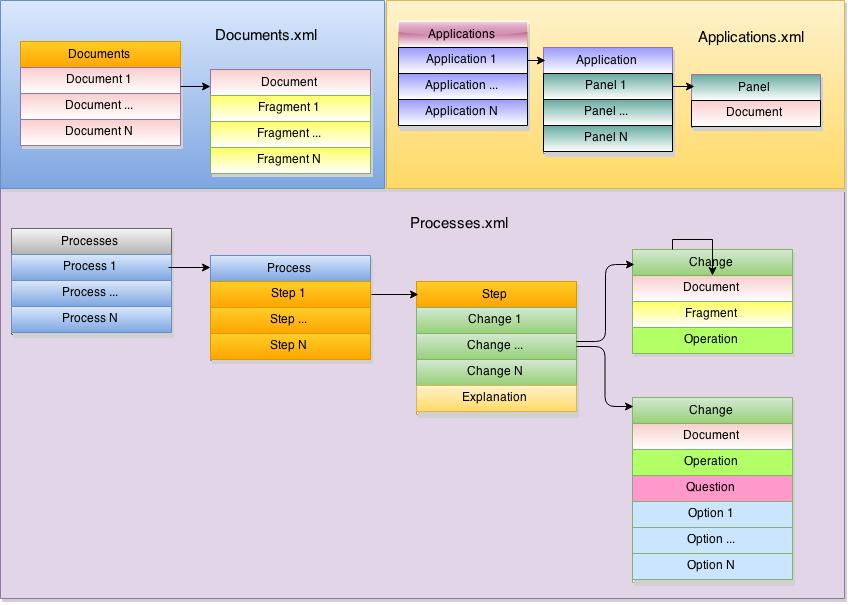 Documents.xml
Documents
Document 1
Document ...
Document N
Document
Fragment 1
Fragment ...
Fragment N
Applications.xml
Applications
Application 1
Application ...
Application N
Application
Panel 1
Panel ...
Panel N
Panel
Document
Processes.xml
Processes
Process 1
Process ...
Process N
Process
Step 1
Step ...
Step N
Step
Change 1
Change ...
Change N
Explanation
Change
Document
Fragment
Operation
Change
Document
Operation
Question
Option 1
Option ...
Option N